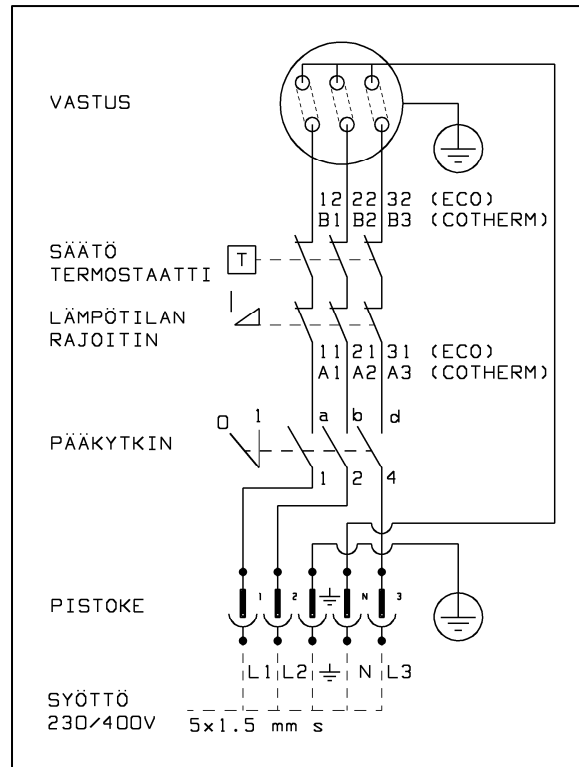 VASTUS
12 22 32 (ECO)
B1 B2 B3 (COTHERM)
SÄÄTÖ
TERMOSTAATTI
T
LÄMPÖTILAN
RAJOITIN
11 21 31 (ECO)
A1 A2 A3 (COTHERM)
0 1 a b d
PÄÄKYTKIN
1 2 4
PISTOKE
1 2 N 3
L1 L2 N L3
SYÖTTÖ
230/400V 5x1.5 mm s